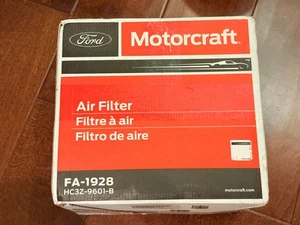 Ford
Motorcraft
Air Filter
Filtre à air
Filtro de aire
FA-1928
HC3Z-9601-B
motorcraft.com